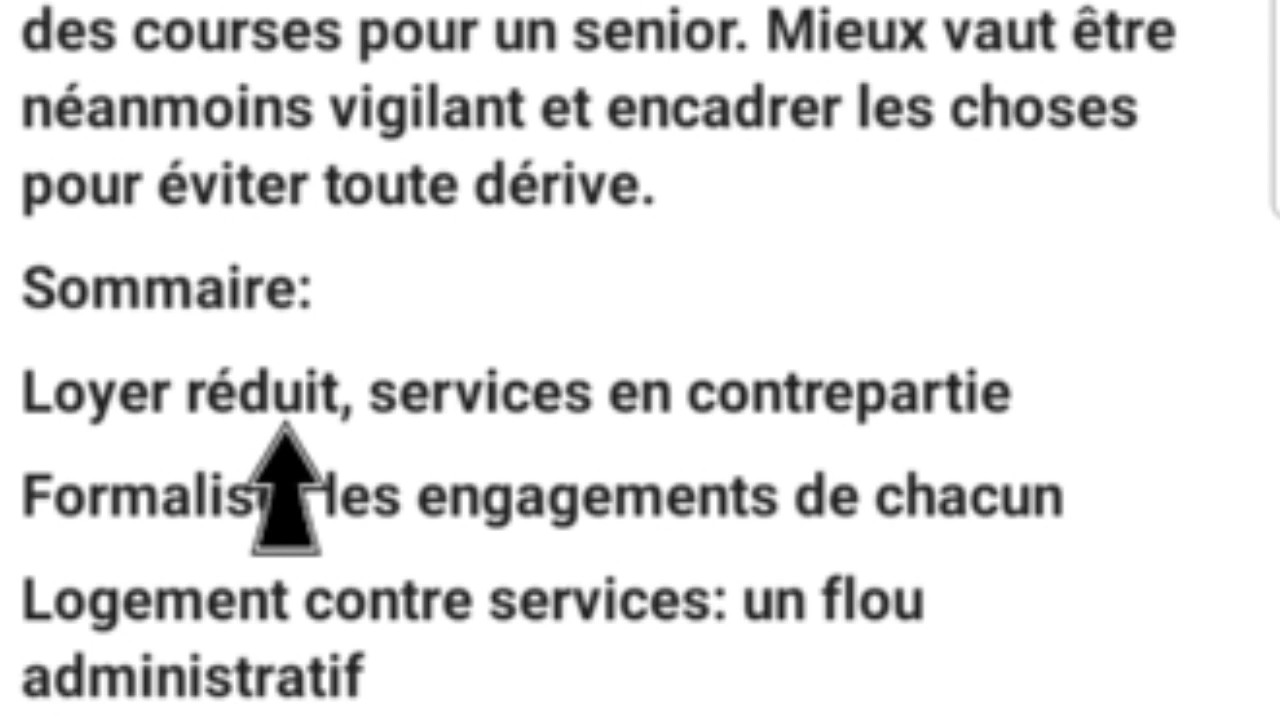 des courses pour un senior. Mieux vaut être
néanmoins vigilant et encadrer les choses
pour éviter toute dérive.
Sommaire:
Loyer réduit, services en contrepartie
les engagements de chacun
Logement contre services: un flou
administratif